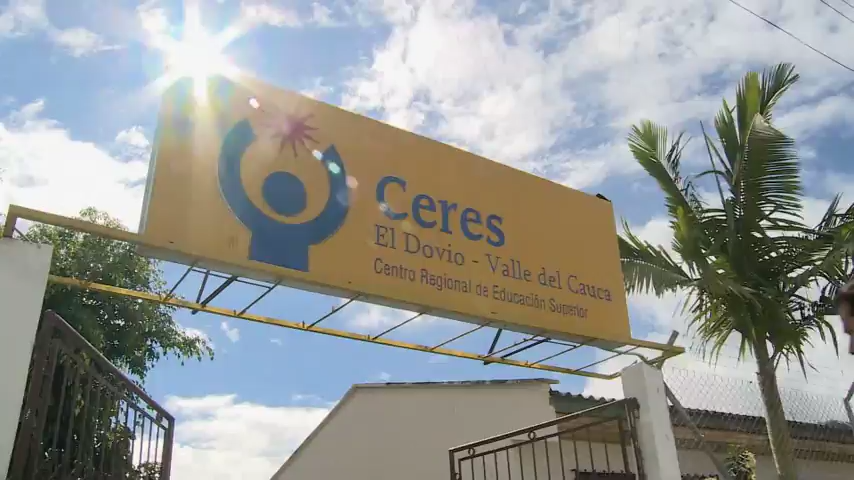 Ceres
El Dovio - Valle del Cauca
Centro Regional de Educación Superior